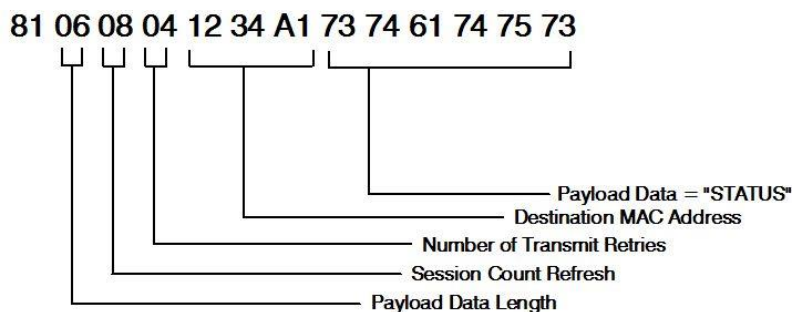 81 06 08 04 12 34 A1 73 74 61 74 75 73
Payload Data = "STATUS"
Destination MAC Address
Number of Transmit Retries
Session Count Refresh
Payload Data Length